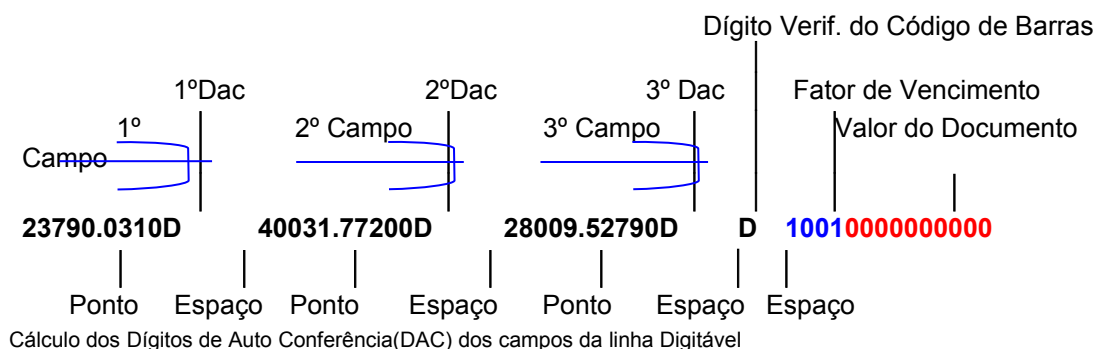 Dígito Verif. do Código de Barras
1ºDac 2ºDac 3º Dac Fator de Vencimento
1º 2º Campo 3º Campo Valor do Documento
Campo
23790.0310D 40031.77200D 28009.52790D D 10010000000000
Ponto Espaço Ponto Espaço Ponto Espaço Espaço
Cálculo dos Dígitos de Auto Conferência(DAC) dos campos da linha Digitável